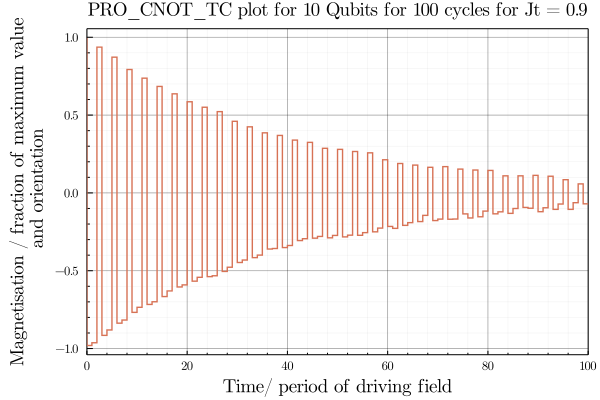 PRO_CNOT_TC plot for 10 Qubits for 100 cycles for Jt = 0.9
Magnetisation / fraction of maximum value
and orientation
1.0
0.5
0.0
−0.5
−1.0
0 20 40 60 80 100
Time/ period of driving field